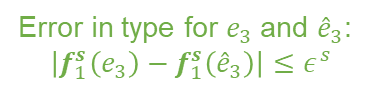 Error in type for e₃ and ê₃:
|f₁ˢ(e₃) − f₁ˢ(ê₃)| ≤ ϵˢ